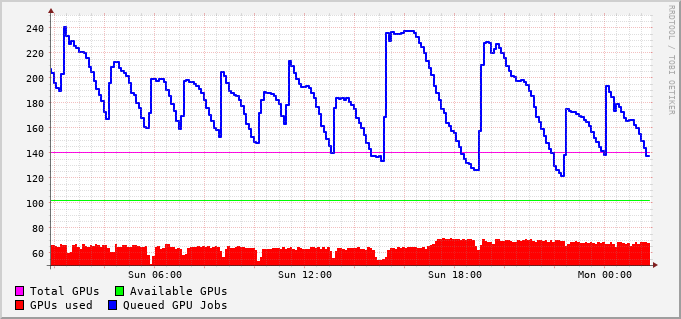 240
220
200
180
160
140
120
100
80
60
Sun 06:00 Sun 12:00 Sun 18:00 Mon 00:00
Total GPUs Available GPUs
GPUs used Queued GPU Jobs
RRDTOOL / TOBI OETIKER